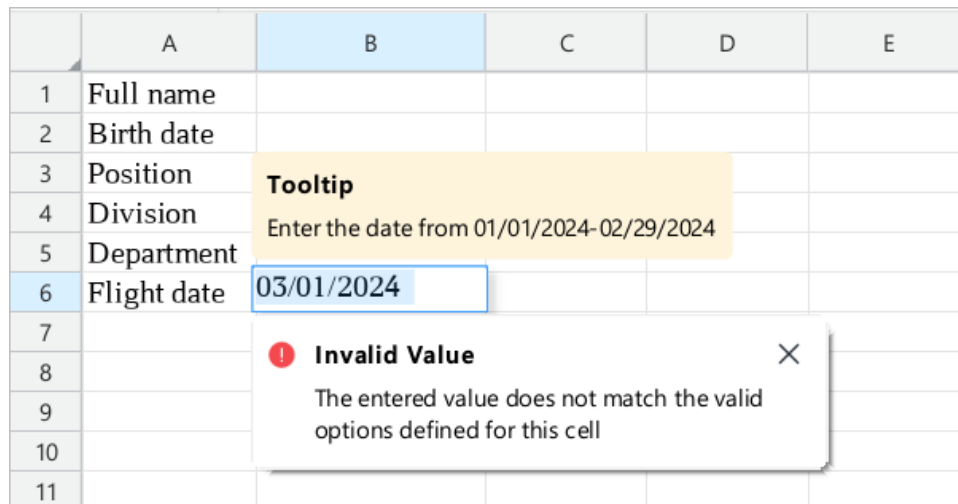 A B C D E
1 Full name
2 Birth date
3 Position
Tooltip
4 Division
Enter the date from 01/01/2024-02/29/2024
5 Department
6 Flight date 03/01/2024
7
Invalid Value
8
The entered value does not match the valid
9
options defined for this cell
10
11